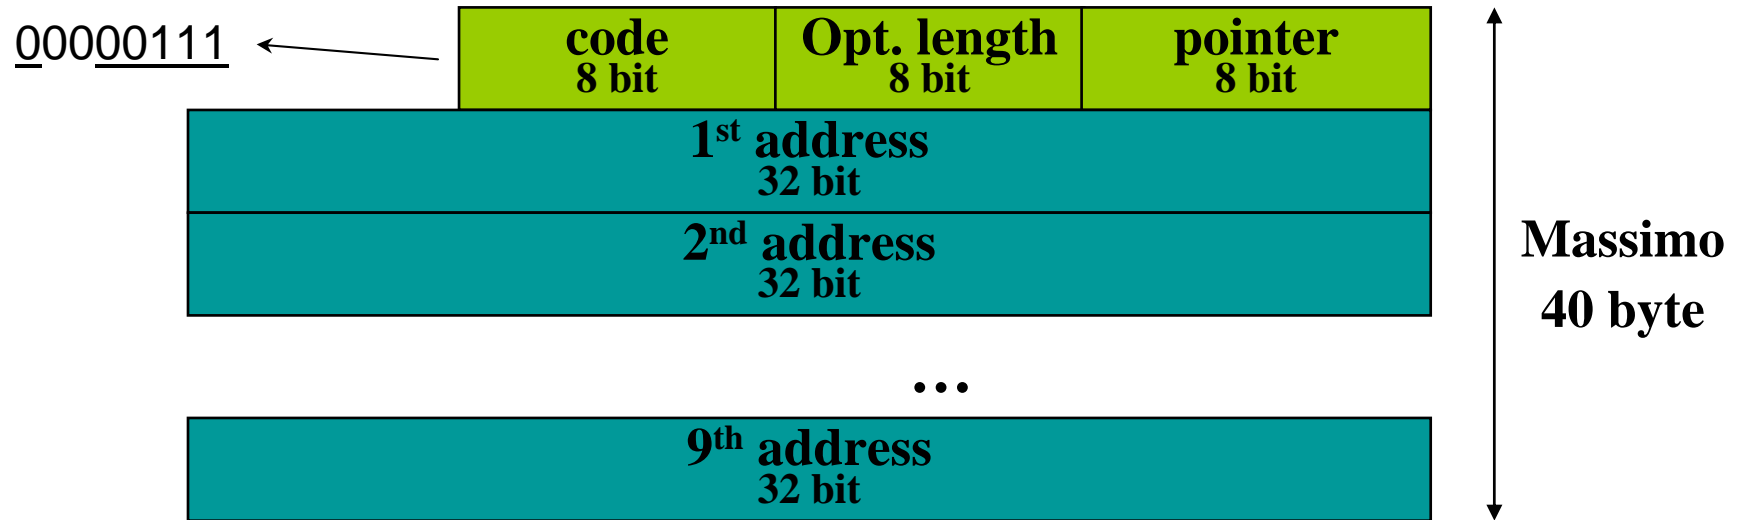 00000111
code Opt. length pointer
8 bit 8 bit 8 bit
1st address
32 bit
2nd address
32 bit
Massimo
40 byte
...
9th address
32 bit